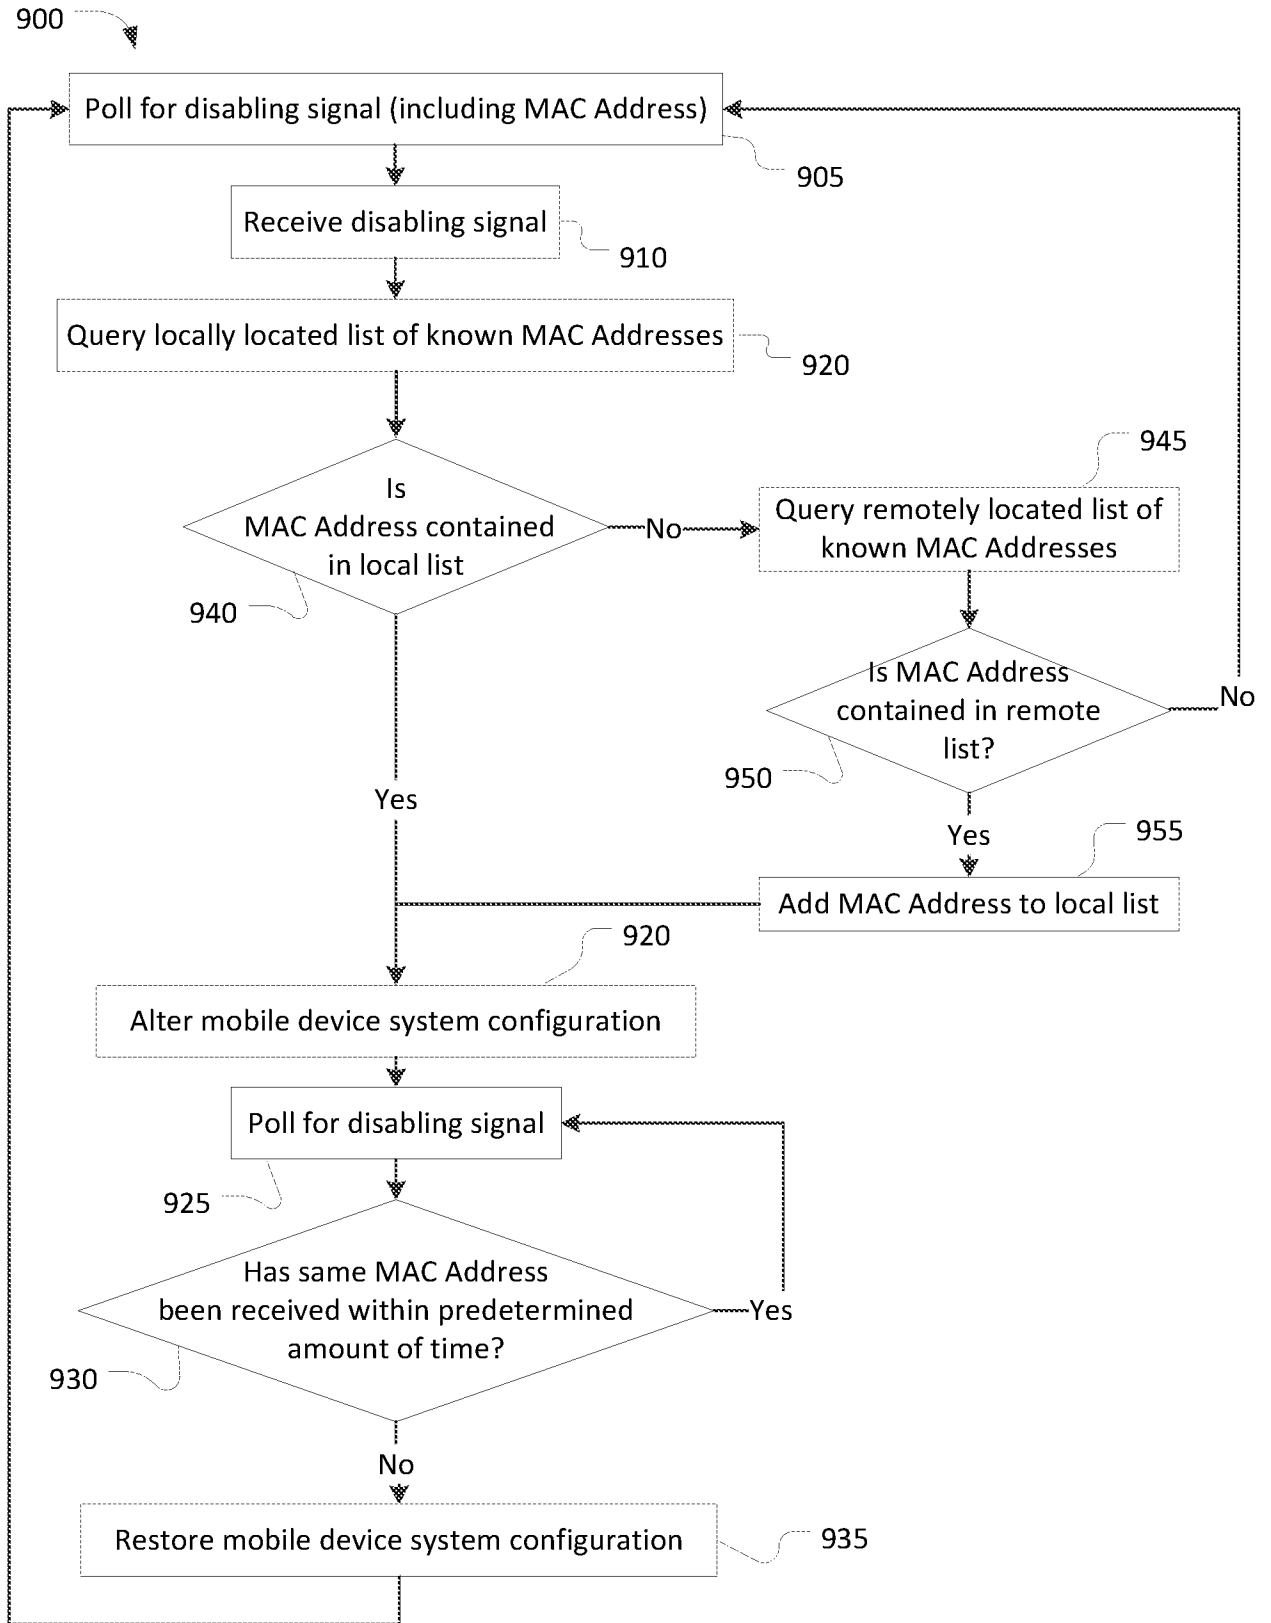 900
Poll for disabling signal (including MAC Address)
905
Receive disabling signal
910
Query locally located list of known MAC Addresses
920
945
Is
MAC Address contained
in local list
940
No
Query remotely located list of
known MAC Addresses
Is MAC Address
contained in remote
list?
950
No
Yes
Yes
955
Add MAC Address to local list
920
Alter mobile device system configuration
Poll for disabling signal
925
Has same MAC Address
been received within predetermined
amount of time?
930
Yes
No
Restore mobile device system configuration
935